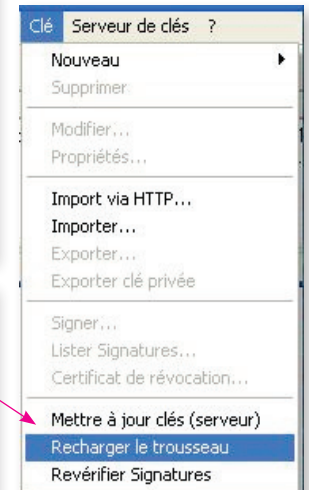 Clé Serveur de clés ?
Nouveau
Supprimer
Modifier...
Propriétés...
Import via HTTP...
Importer...
Exporter...
Exporter clé privée
Signer...
Lister Signatures...
Certificat de révocation...
Mettre à jour clés (serveur)
Recharger le trousseau
Revérifier Signatures